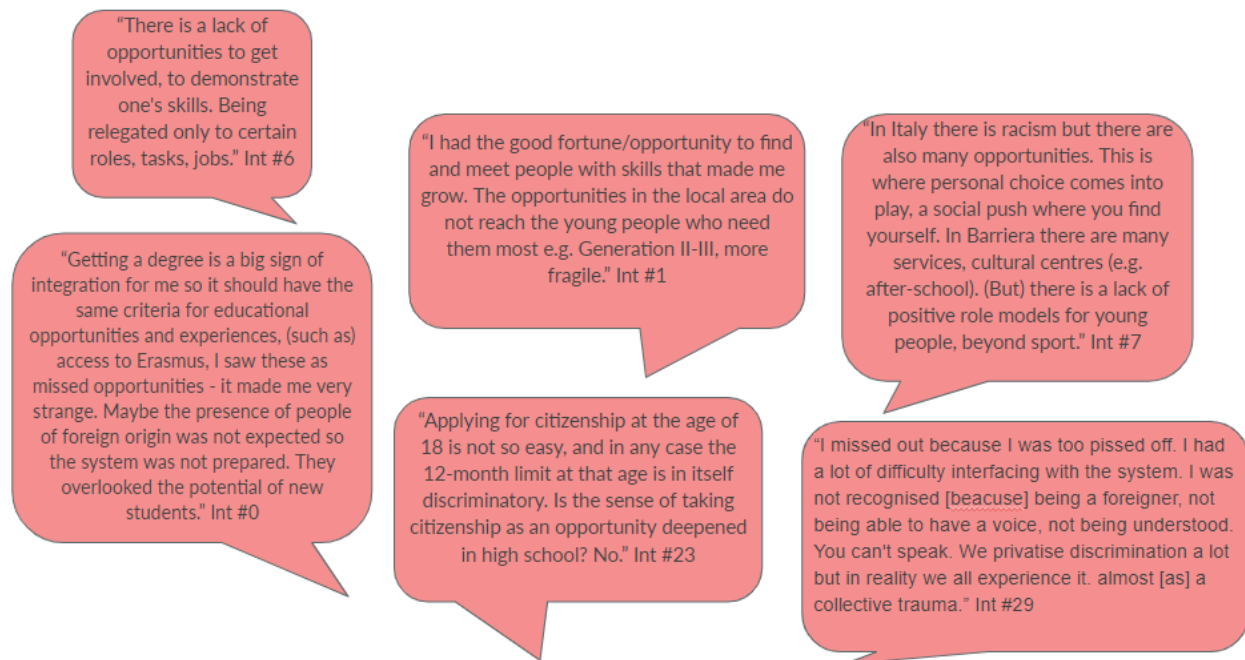 “There is a lack of
opportunities to get
involved, to demonstrate
one's skills. Being
relegated only to certain
roles, tasks, jobs.” Int #6
“Getting a degree is a big sign of
integration for me so it should have the
same criteria for educational
opportunities and experiences, (such as)
access to Erasmus, I saw these as
missed opportunities - it made me very
strange. Maybe the presence of people
of foreign origin was not expected so
the system was not prepared. They
overlooked the potential of new
students.” Int #0
“I had the good fortune/opportunity to find
and meet people with skills that made me
grow. The opportunities in the local area do
not reach the young people who need
them most e.g. Generation II-III, more
fragile.” Int #1
“Applying for citizenship at the age of
18 is not so easy, and in any case the
12-month limit at that age is in itself
discriminatory. Is the sense of taking
citizenship as an opportunity deepened
in high school? No.” Int #23
“In Italy there is racism but there are
also many opportunities. This is
where personal choice comes into
play, a social push where you find
yourself. In Barriera there are many
services, cultural centres (e.g.
after-school). (But) there is a lack of
positive role models for young
people, beyond sport.” Int #7
“I missed out because I was too pissed off. I had
a lot of difficulty interfacing with the system. I was
not recognised [beacuse] being a foreigner, not
being able to have a voice, not being understood.
You can't speak. We privatise discrimination a lot
but in reality we all experience it. almost [as] a
collective trauma.” Int #29